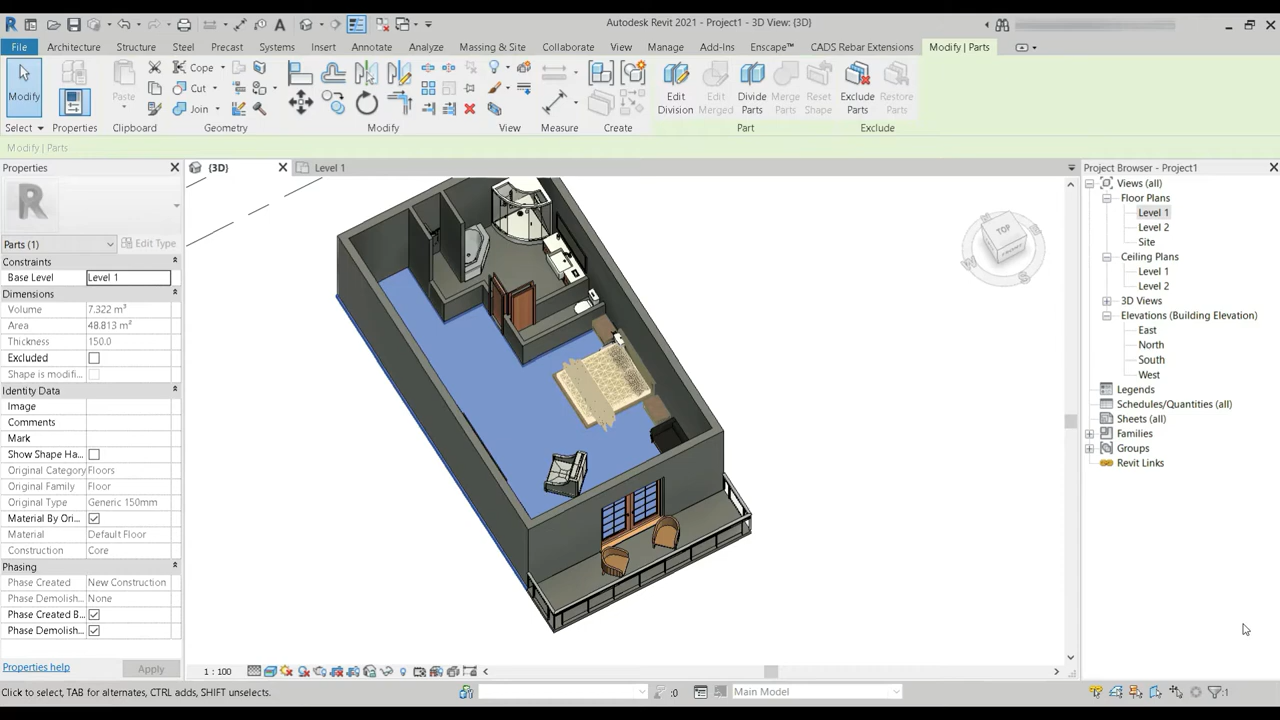 Autodesk Revit 2021 - Project1 - 3D View: {3D}
File Architecture Structure Steel Precast Systems Insert Annotate Analyze Massing & Site Collaborate View Manage Add-Ins Enscape™ CADS Rebar Extensions Modify | Parts
Modify
Paste
Cope
Cut
Join
Edit Division
Edit Merged
Divide Parts
Merge Parts
Reset Shape
Exclude Parts
Restore Parts
Select Properties Clipboard Geometry Modify View Measure Create Part Exclude
Modify | Parts
Properties
{3D}
Level 1
Project Browser - Project1
Parts (1)
Edit Type
Constraints
Base Level Level 1
Dimensions
Volume 7.322 m³
Area 48.813 m²
Thickness 150.0
Excluded
Shape is modifi...
Identity Data
Image
Comments
Mark
Show Shape Ha...
Original Category Floors
Original Family Floor
Original Type Generic 150mm
Material By Ori...
Material Default Floor
Construction Core
Phasing
Phase Created New Construction
Phase Demolish... None
Phase Created B...
Phase Demolish...
Properties help
Apply
TOP
FRONT
W
S
Views (all)
Floor Plans
Level 1
Level 2
Site
Ceiling Plans
Level 1
Level 2
3D Views
Elevations (Building Elevation)
East
North
South
West
Legends
Schedules/Quantities (all)
Sheets (all)
Families
Groups
Revit Links
1 : 100
Click to select, TAB for alternates, CTRL adds, SHIFT unselects.
:0
Main Model
:1